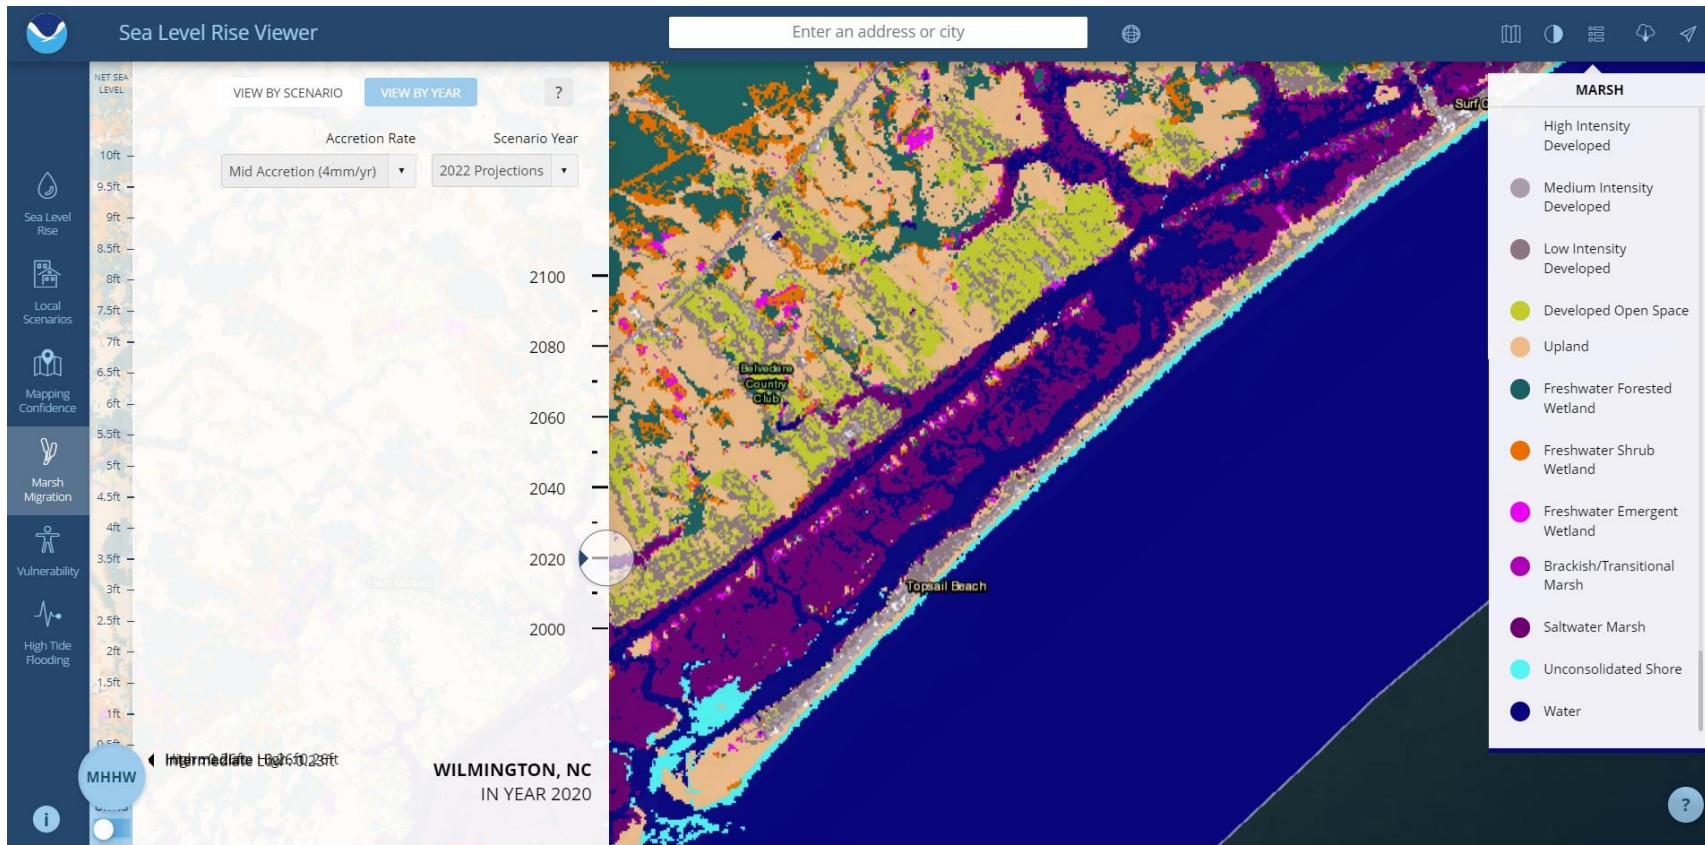 Sea Level Rise Viewer
Enter an address or city
NET SEA
LEVEL
10ft
9.5ft
9ft
8.5ft
8ft
7.5ft
7ft
6.5ft
6ft
5.5ft
5ft
4.5ft
4ft
3.5ft
3ft
2.5ft
2ft
1.5ft
1ft
0.5ft
MHHW
Sea Level
Rise
Local
Scenarios
Mapping
Confidence
Marsh
Migration
Vulnerability
High Tide
Flooding
i
VIEW BY SCENARIO
VIEW BY YEAR
?
Accretion Rate
Scenario Year
Mid Accretion (4mm/yr)
2022 Projections
2100
2080
2060
2040
2020
2000
WILMINGTON, NC
IN YEAR 2020
Belvedere
Country
Club
Topsail Beach
Surf C
MARSH
High Intensity
Developed
Medium Intensity
Developed
Low Intensity
Developed
Developed Open Space
Upland
Freshwater Forested
Wetland
Freshwater Shrub
Wetland
Freshwater Emergent
Wetland
Brackish/Transitional
Marsh
Saltwater Marsh
Unconsolidated Shore
Water
?